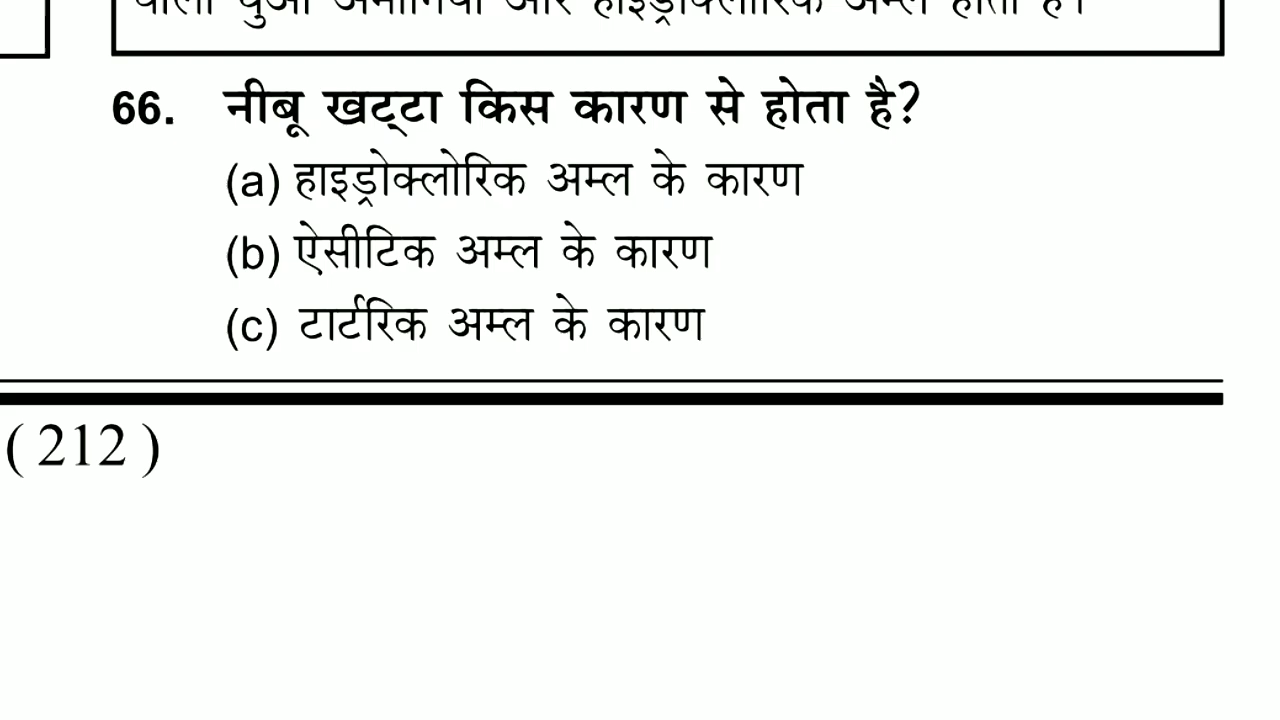 66. नीबू खट्टा किस कारण से होता है?
(a) हाइड्रोक्लोरिक अम्ल के कारण
(b) ऐसीटिक अम्ल के कारण
(c) टार्टरिक अम्ल के कारण
( 212 )